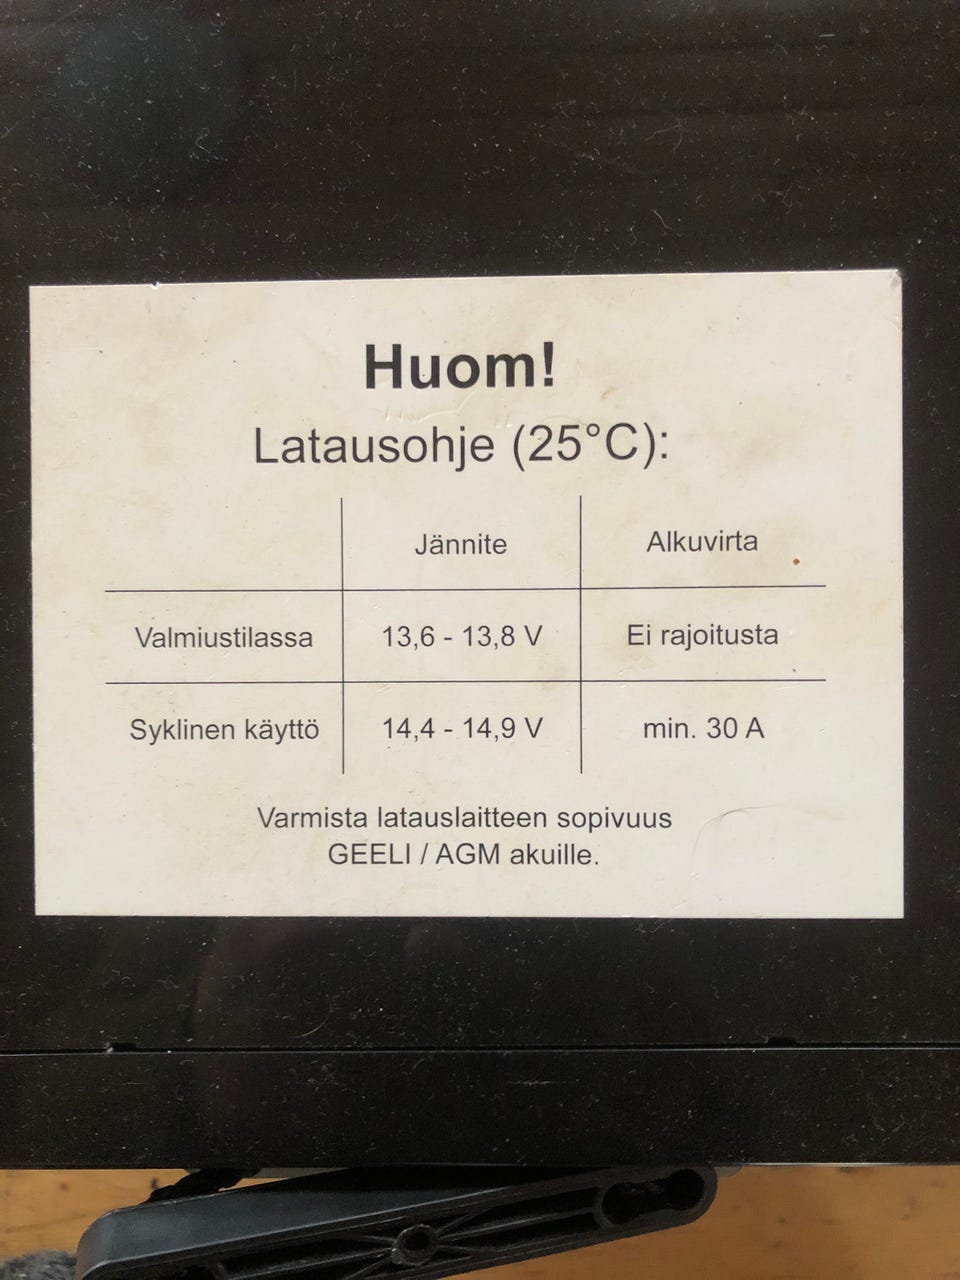 Huom!
Latausohje (25°C):
Jännite Alkuvirta
Valmiustilassa 13,6 - 13,8 V Ei rajoitusta
Syklinen käyttö 14,4 - 14,9 V min. 30 A
Varmista latauslaitteen sopivuus
GEELI / AGM akuille.